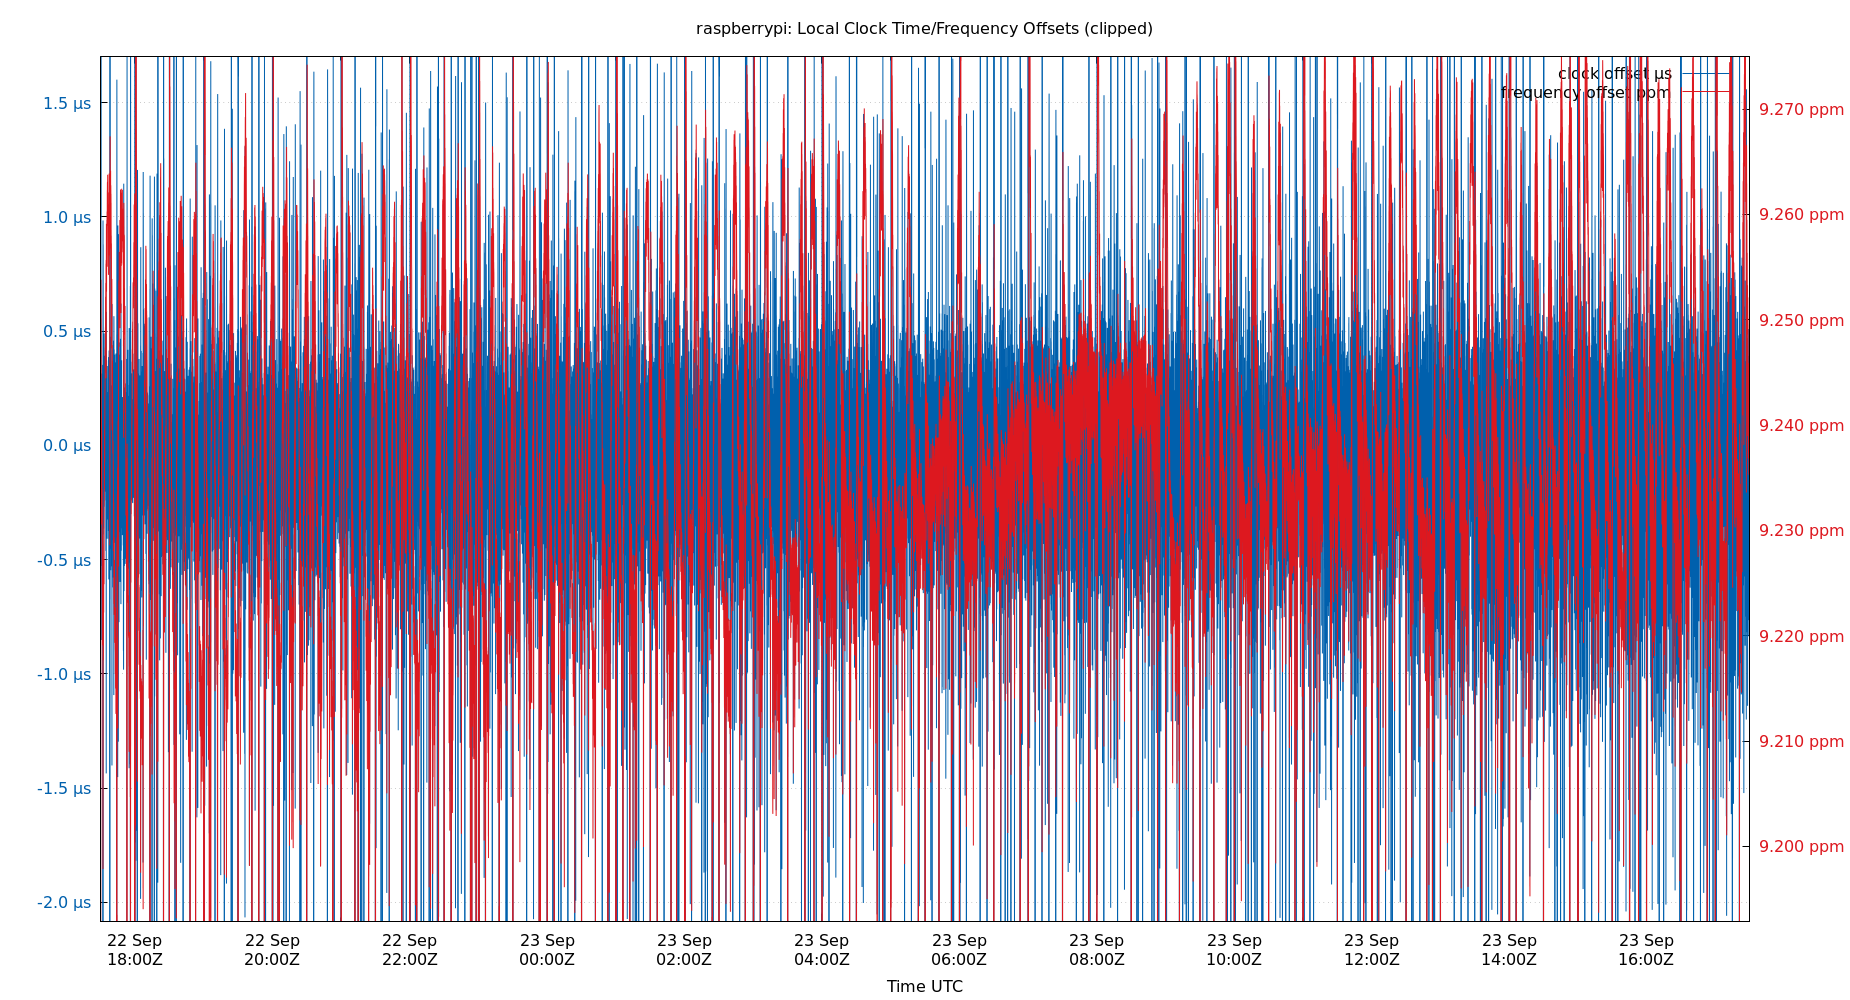 raspberrypi: Local Clock Time/Frequency Offsets (clipped)
clock offset µs
frequency offset ppm
1.5 µs
1.0 µs
0.5 µs
0.0 µs
-0.5 µs
-1.0 µs
-1.5 µs
-2.0 µs
9.270 ppm
9.260 ppm
9.250 ppm
9.240 ppm
9.230 ppm
9.220 ppm
9.210 ppm
9.200 ppm
22 Sep 22 Sep 22 Sep 23 Sep 23 Sep 23 Sep 23 Sep 23 Sep 23 Sep 23 Sep 23 Sep 23 Sep
18:00Z 20:00Z 22:00Z 00:00Z 02:00Z 04:00Z 06:00Z 08:00Z 10:00Z 12:00Z 14:00Z 16:00Z
Time UTC